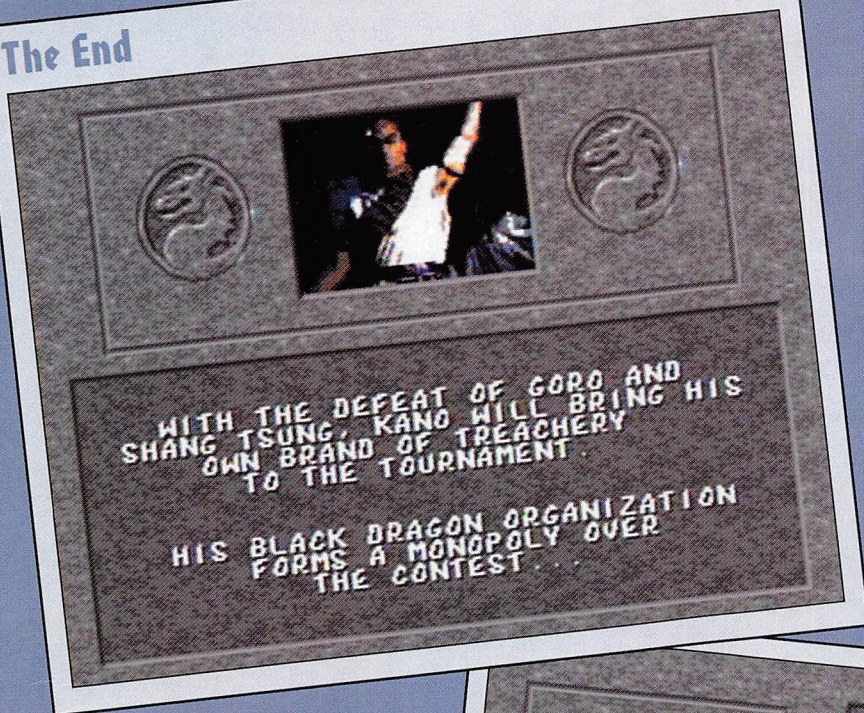 The End
WITH THE DEFEAT OF GORO AND
SHANG TSUNG, KANO WILL BRING HIS
OWN BRAND OF TREACHERY
TO THE TOURNAMENT.
HIS BLACK DRAGON ORGANIZATION
FORMS A MONOPOLY OVER
THE CONTEST...